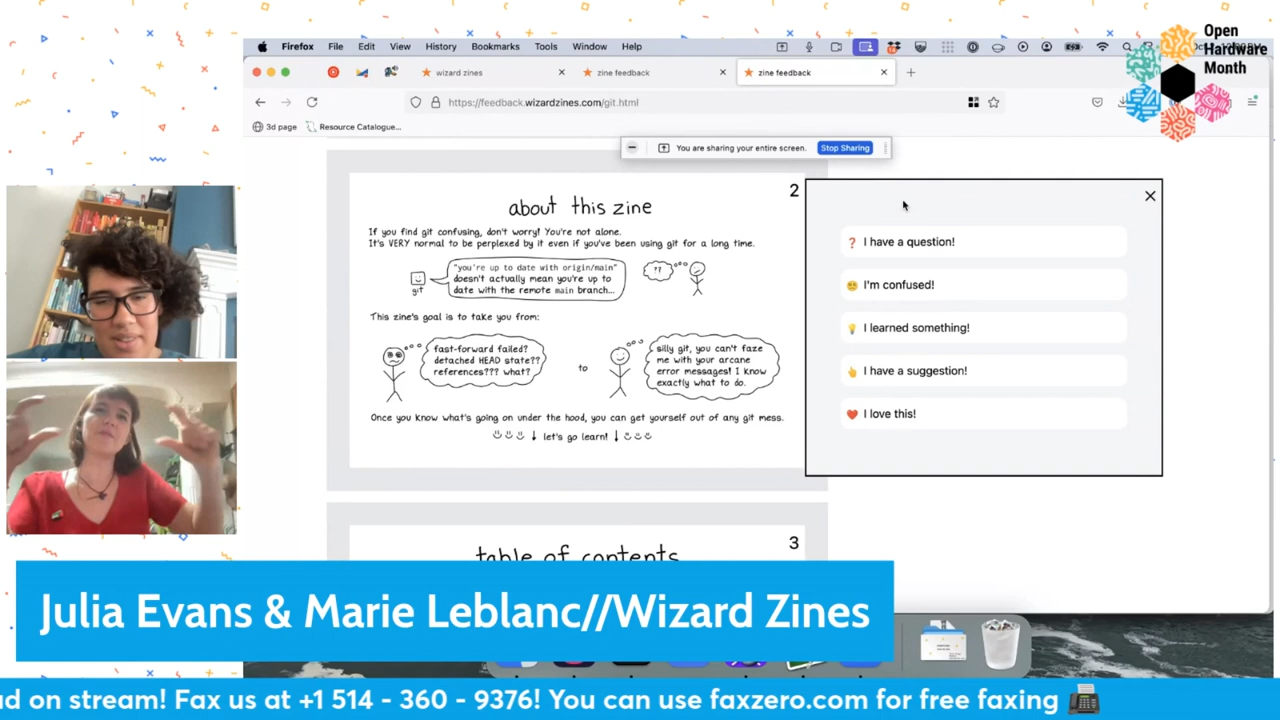 Open
Hardware
Month
Firefox File Edit View History Bookmarks Tools Window Help
wizard zines
zine feedback
zine feedback
https://feedback.wizardzines.com/git.html
3d page
Resource Catalogue...
You are sharing your entire screen.
Stop Sharing
2
about this zine
If you find git confusing, don't worry! You're not alone.
It's VERY normal to be perplexed by it even if you've been using git for a long time.
git
"you're up to date with origin/main"
doesn't actually mean you're up to
date with the remote main branch...
??
This zine's goal is to take you from:
fast-forward failed?
detached HEAD state??
references??? what?
to
silly git, you can't faze
me with your arcane
error messages! I know
exactly what to do.
Once you know what's going on under the hood, you can get yourself out of any git mess.
let's go learn!
I have a question!
I'm confused!
I learned something!
I have a suggestion!
I love this!
3
table of contents
Julia Evans & Marie Leblanc//Wizard Zines
ad on stream! Fax us at +1 514 - 360 - 9376! You can use faxzero.com for free faxing